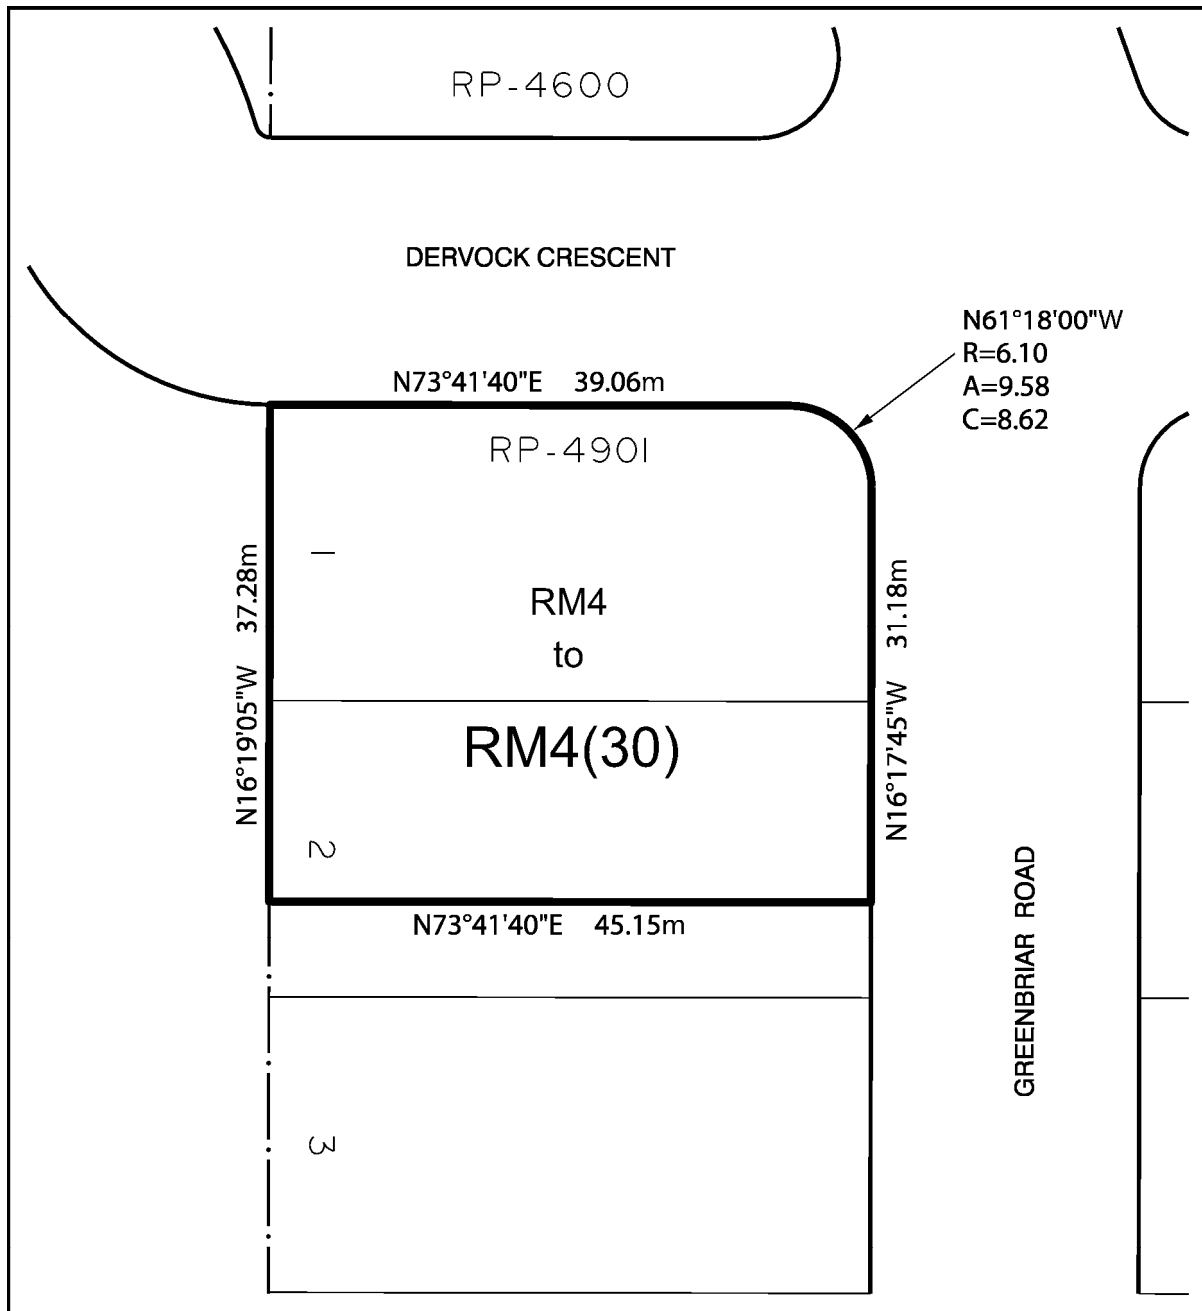 RP-4600
DERVOCK CRESCENT
N61°18'00"W
R=6.10
A=9.58
C=8.62
N73°41'40"E 39.06m
RP-4901
1
RM4
to
RM4(30)
2
N16°19'05"W 37.28m
N16°17'45"W 31.18m
N73°41'40"E 45.15m
GREENBRIAR ROAD
3